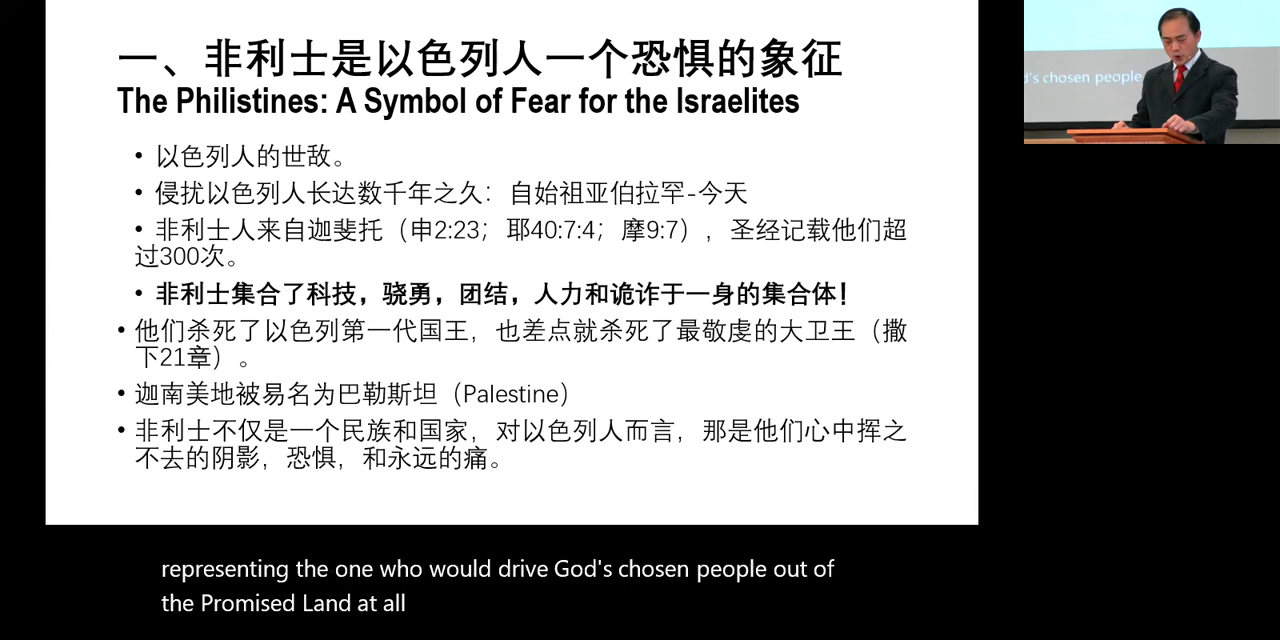 一、非利士是以色列人一个恐惧的象征
The Philistines: A Symbol of Fear for the Israelites
• 以色列人的世敌。
• 侵扰以色列人长达数千年之久：自始祖亚伯拉罕-今天
• 非利士人来自迦斐托（申2:23；耶40:7:4；摩9:7），圣经记载他们超
过300次。
• 非利士集合了科技，骁勇，团结，人力和诡诈于一身的集合体！
• 他们杀死了以色列第一代国王，也差点就杀死了最敬虔的大卫王（撒
下21章）。
• 迦南美地被易名为巴勒斯坦（Palestine）
• 非利士不仅是一个民族和国家，对以色列人而言，那是他们心中挥之
不去的阴影，恐惧，和永远的痛。
d's chosen people
representing the one who would drive God's chosen people out of
the Promised Land at all